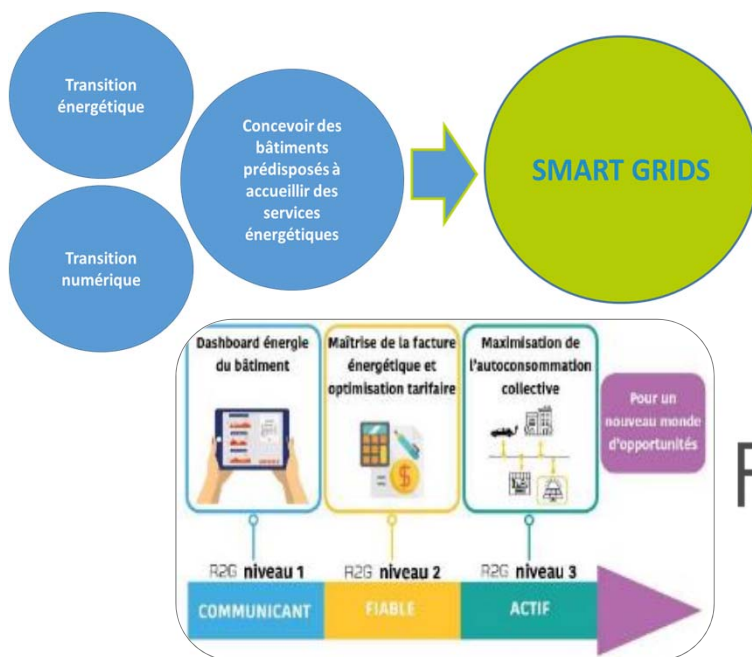 Transition
énergétique
Concevoir des
bâtiments
prédisposés à
accueillir des
services
énergétiques
SMART GRIDS
Transition
numérique
Dashboard énergie
du bâtiment
Maîtrise de la facture
énergétique et
optimisation tarifaire
Maximisation de
l'autoconsommation
collective
Pour un
nouveau monde
d'opportunités
R2G niveau 1
R2G niveau 2
R2G niveau 3
COMMUNICANT
FIABLE
ACTIF